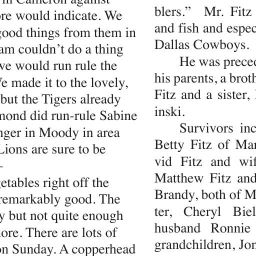 in Cameron against
ore would indicate. We
good things from them in
am couldn't do a thing
we would run rule the
We made it to the lovely,
but the Tigers already
mond did run-rule Sabine
nger in Moody in area
Lions are sure to be
etables right off the
remarkably good. The
y but not quite enough
more. There are lots of
on Sunday. A copperhead
blers." Mr. Fitz
and fish and espec
Dallas Cowboys.
He was preced
his parents, a broth
Fitz and a sister,
inski.
Survivors inc
Betty Fitz of Mar
vid Fitz and wif
Matthew Fitz and
Brandy, both of M
ter, Cheryl Biel
husband Ronnie
grandchildren, Jon